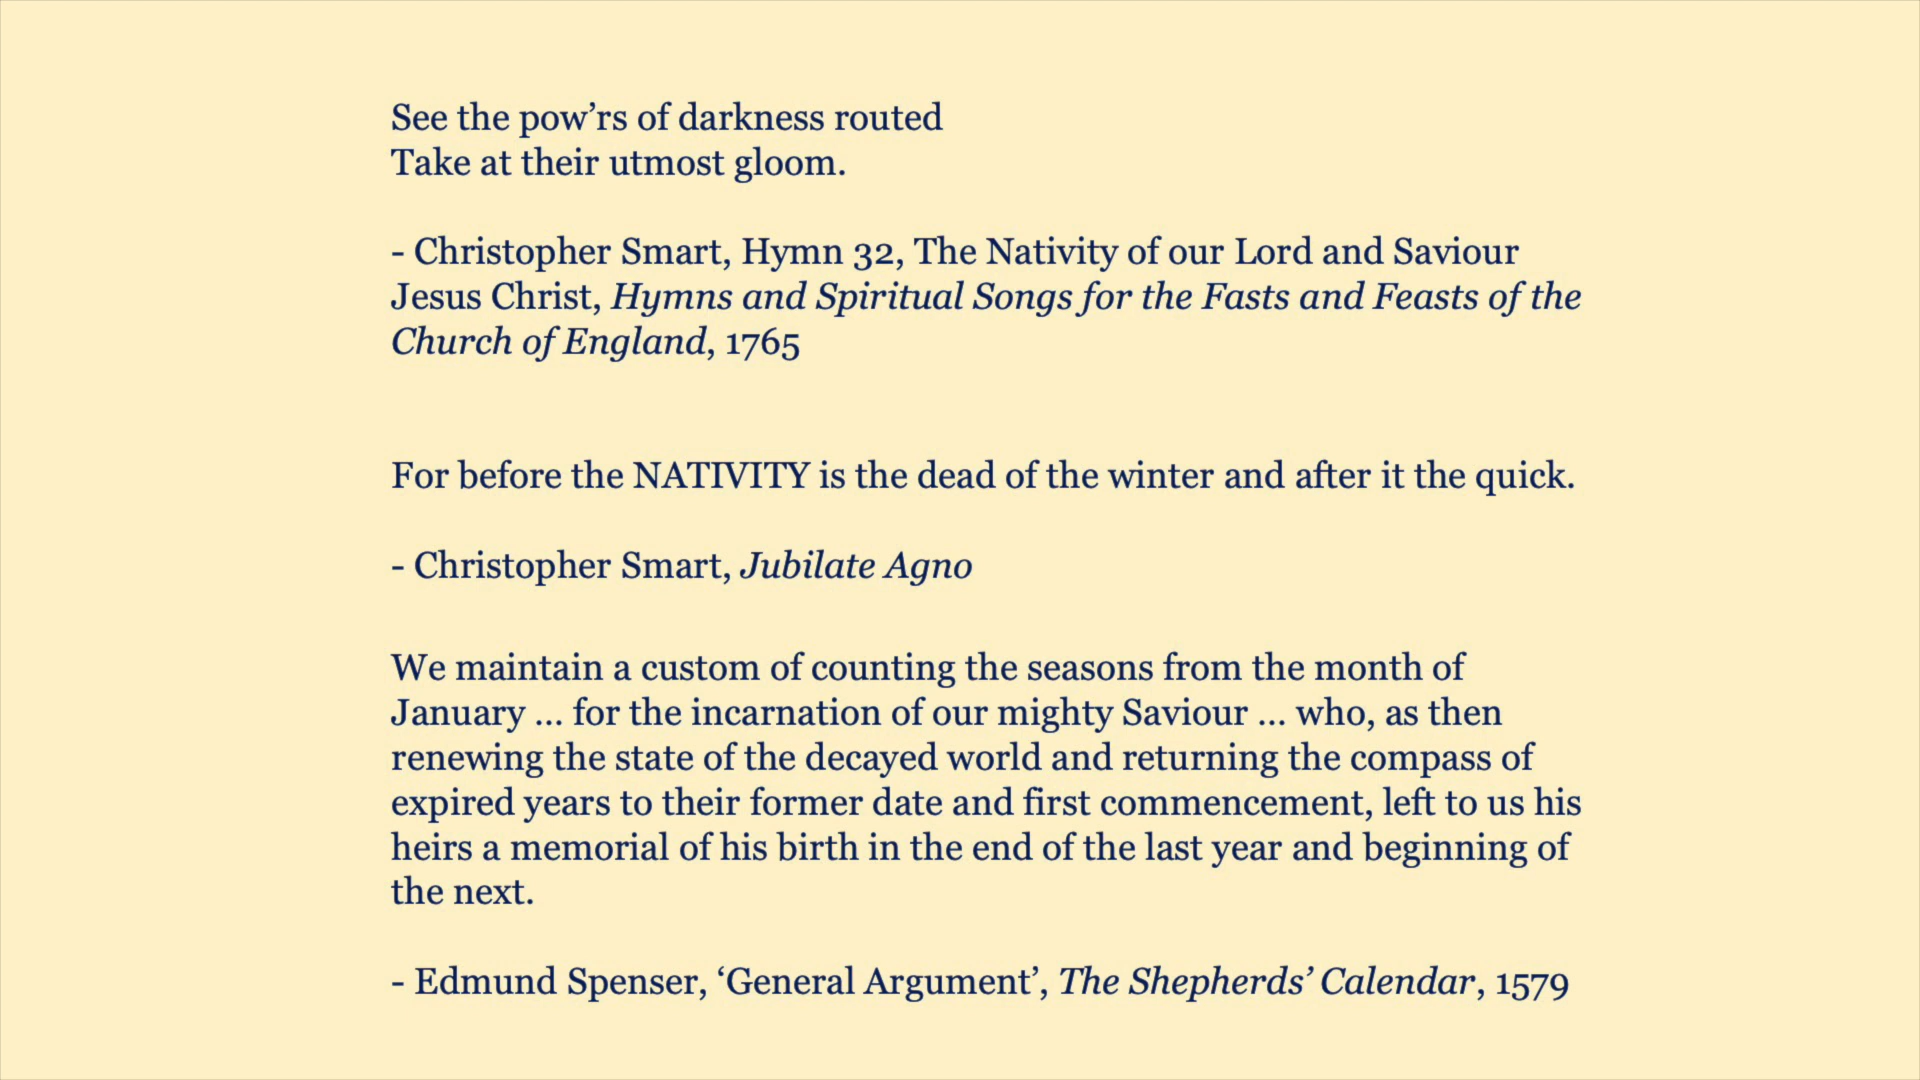 See the pow’rs of darkness routed
Take at their utmost gloom.
- Christopher Smart, Hymn 32, The Nativity of our Lord and Saviour
Jesus Christ, Hymns and Spiritual Songs for the Fasts and Feasts of the
Church of England, 1765
For before the NATIVITY is the dead of the winter and after it the quick.
- Christopher Smart, Jubilate Agno
We maintain a custom of counting the seasons from the month of
January ... for the incarnation of our mighty Saviour ... who, as then
renewing the state of the decayed world and returning the compass of
expired years to their former date and first commencement, left to us his
heirs a memorial of his birth in the end of the last year and beginning of
the next.
- Edmund Spenser, ‘General Argument’, The Shepherds’ Calendar, 1579